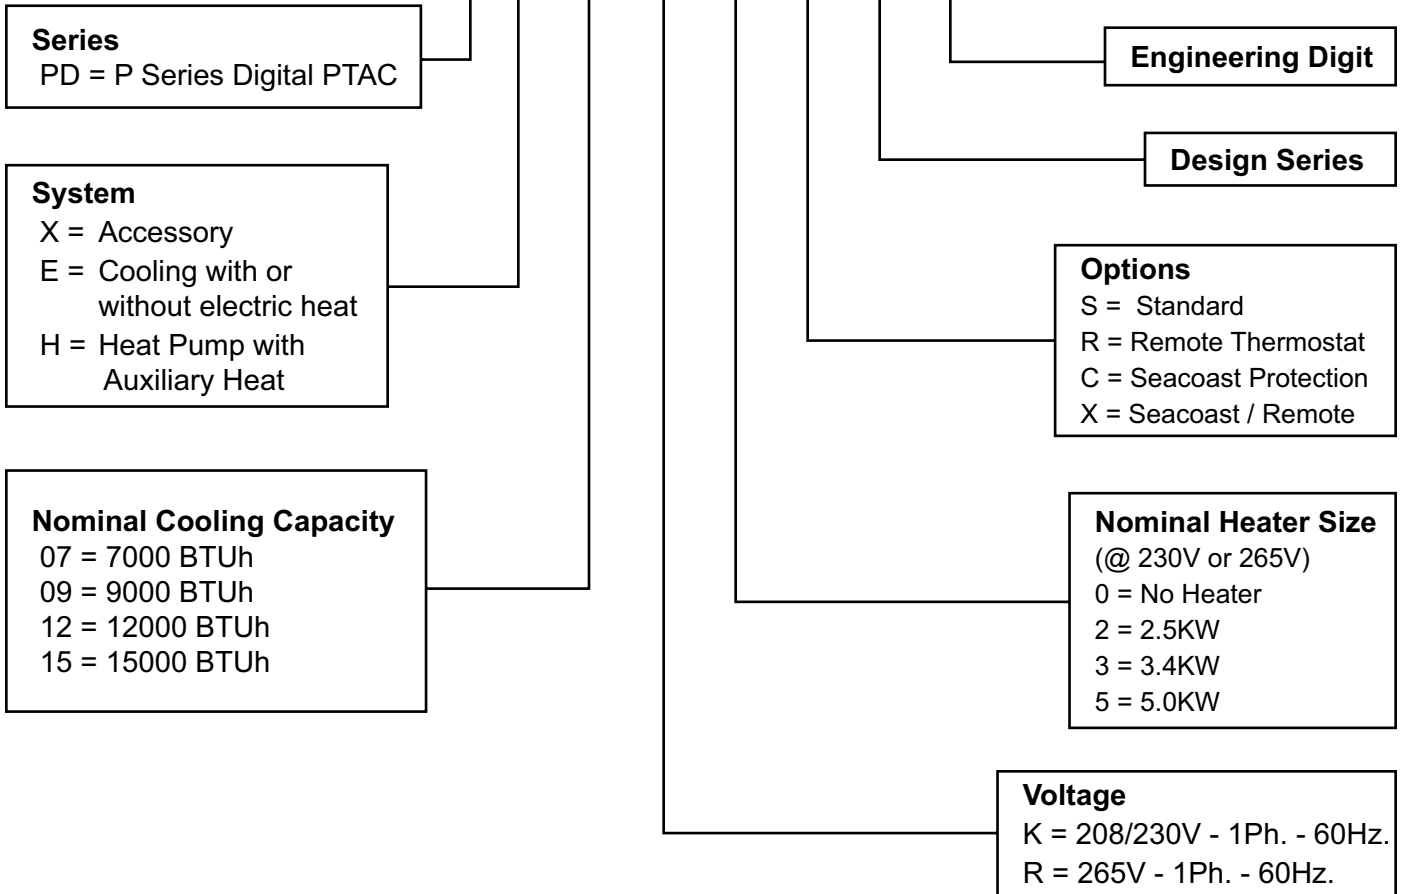 Series
PD = P Series Digital PTAC
System
X = Accessory
E = Cooling with or
without electric heat
H = Heat Pump with
Auxiliary Heat
Nominal Cooling Capacity
07 = 7000 BTUh
09 = 9000 BTUh
12 = 12000 BTUh
15 = 15000 BTUh
Engineering Digit
Design Series
Options
S = Standard
R = Remote Thermostat
C = Seacoast Protection
X = Seacoast / Remote
Nominal Heater Size
(@ 230V or 265V)
0 = No Heater
2 = 2.5KW
3 = 3.4KW
5 = 5.0KW
Voltage
K = 208/230V - 1Ph. - 60Hz.
R = 265V - 1Ph. - 60Hz.